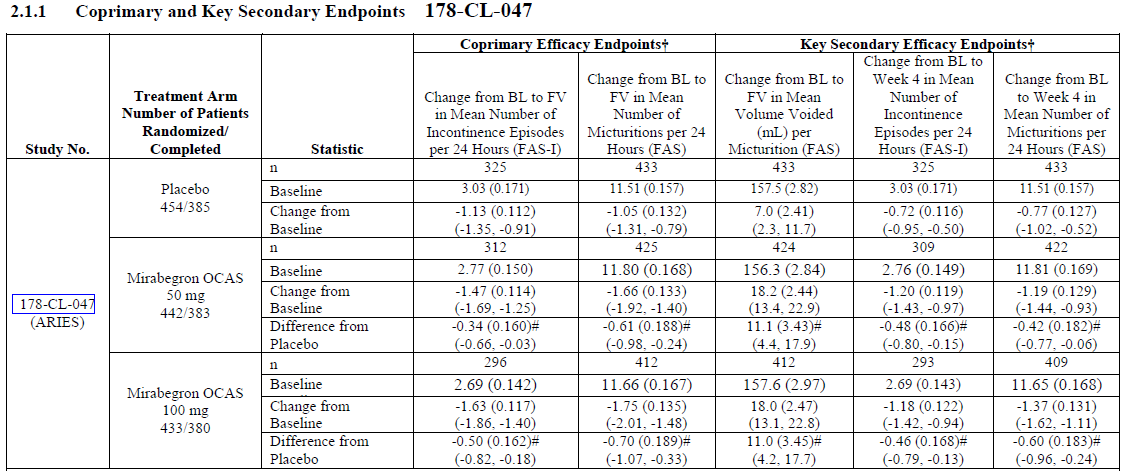 2.1.1 Coprimary and Key Secondary Endpoints 178-CL-047
Coprimary Efficacy Endpoints† Key Secondary Efficacy Endpoints†
Study No.
Treatment Arm
Number of Patients
Randomized/
Completed
Statistic
Change from BL to FV
in Mean Number of
Incontinence Episodes
per 24 Hours (FAS-I)
Change from BL to
FV in Mean
Number of
Micturitions per 24
Hours (FAS)
Change from BL to
FV in Mean
Volume Voided
(mL) per
Micturition (FAS)
Change from BL to
Week 4 in Mean
Number of
Incontinence
Episodes per 24
Hours (FAS-I)
Change from BL
to Week 4 in
Mean Number of
Micturitions per
24 Hours (FAS)
178-CL-047
(ARIES)
Placebo
454/385
n 325 433 433 325 433
Baseline 3.03 (0.171) 11.51 (0.157) 157.5 (2.82) 3.03 (0.171) 11.51 (0.157)
Change from -1.13 (0.112) -1.05 (0.132) 7.0 (2.41) -0.72 (0.116) -0.77 (0.127)
Baseline (-1.35, -0.91) (-1.31, -0.79) (2.3, 11.7) (-0.95, -0.50) (-1.02, -0.52)
Mirabegron OCAS
50 mg
442/383
n 312 425 424 309 422
Baseline 2.77 (0.150) 11.80 (0.168) 156.3 (2.84) 2.76 (0.149) 11.81 (0.169)
Change from -1.47 (0.114) -1.66 (0.133) 18.2 (2.44) -1.20 (0.119) -1.19 (0.129)
Baseline (-1.69, -1.25) (-1.92, -1.40) (13.4, 22.9) (-1.43, -0.97) (-1.44, -0.93)
Difference from -0.34 (0.160)# -0.61 (0.188)# 11.1 (3.43)# -0.48 (0.166)# -0.42 (0.182)#
Placebo (-0.66, -0.03) (-0.98, -0.24) (4.4, 17.9) (-0.80, -0.15) (-0.77, -0.06)
Mirabegron OCAS
100 mg
433/380
n 296 412 412 293 409
Baseline 2.69 (0.142) 11.66 (0.167) 157.6 (2.97) 2.69 (0.143) 11.65 (0.168)
Change from -1.63 (0.117) -1.75 (0.135) 18.0 (2.47) -1.18 (0.122) -1.37 (0.131)
Baseline (-1.86, -1.40) (-2.01, -1.48) (13.1, 22.8) (-1.42, -0.94) (-1.62, -1.11)
Difference from -0.50 (0.162)# -0.70 (0.189)# 11.0 (3.45)# -0.46 (0.168)# -0.60 (0.183)#
Placebo (-0.82, -0.18) (-1.07, -0.33) (4.2, 17.7) (-0.79, -0.13) (-0.96, -0.24)